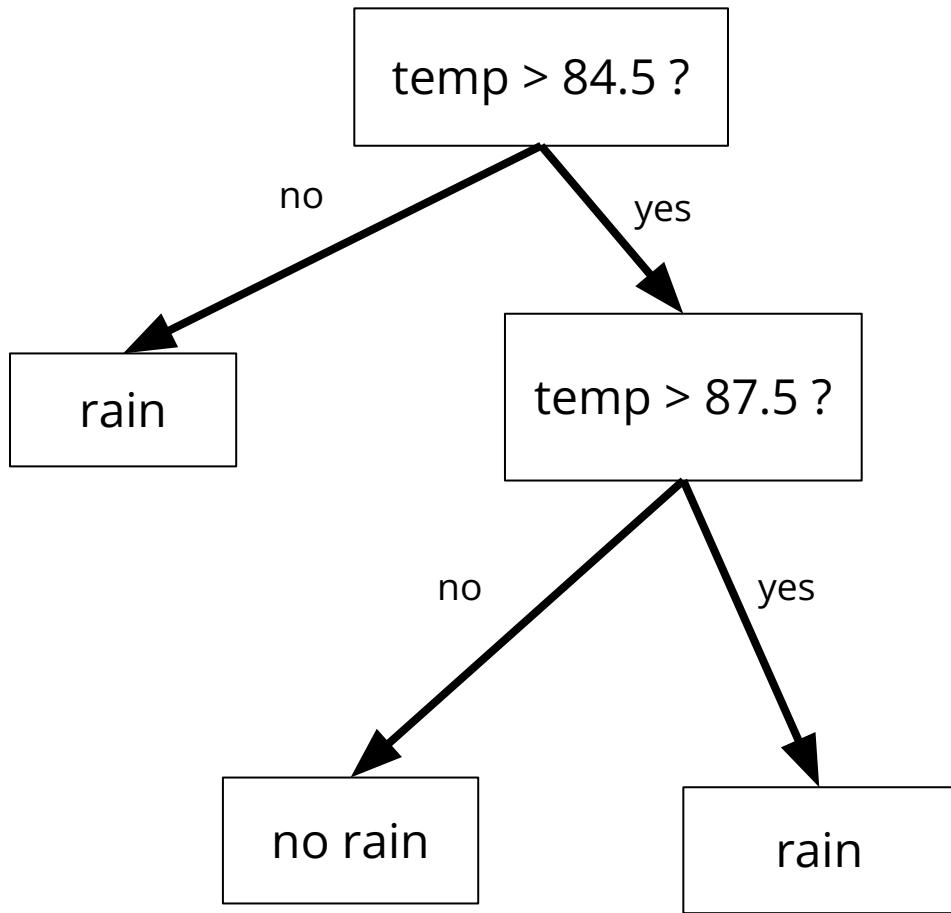 temp > 84.5 ?
no
yes
rain
temp > 87.5 ?
no
yes
no rain
rain